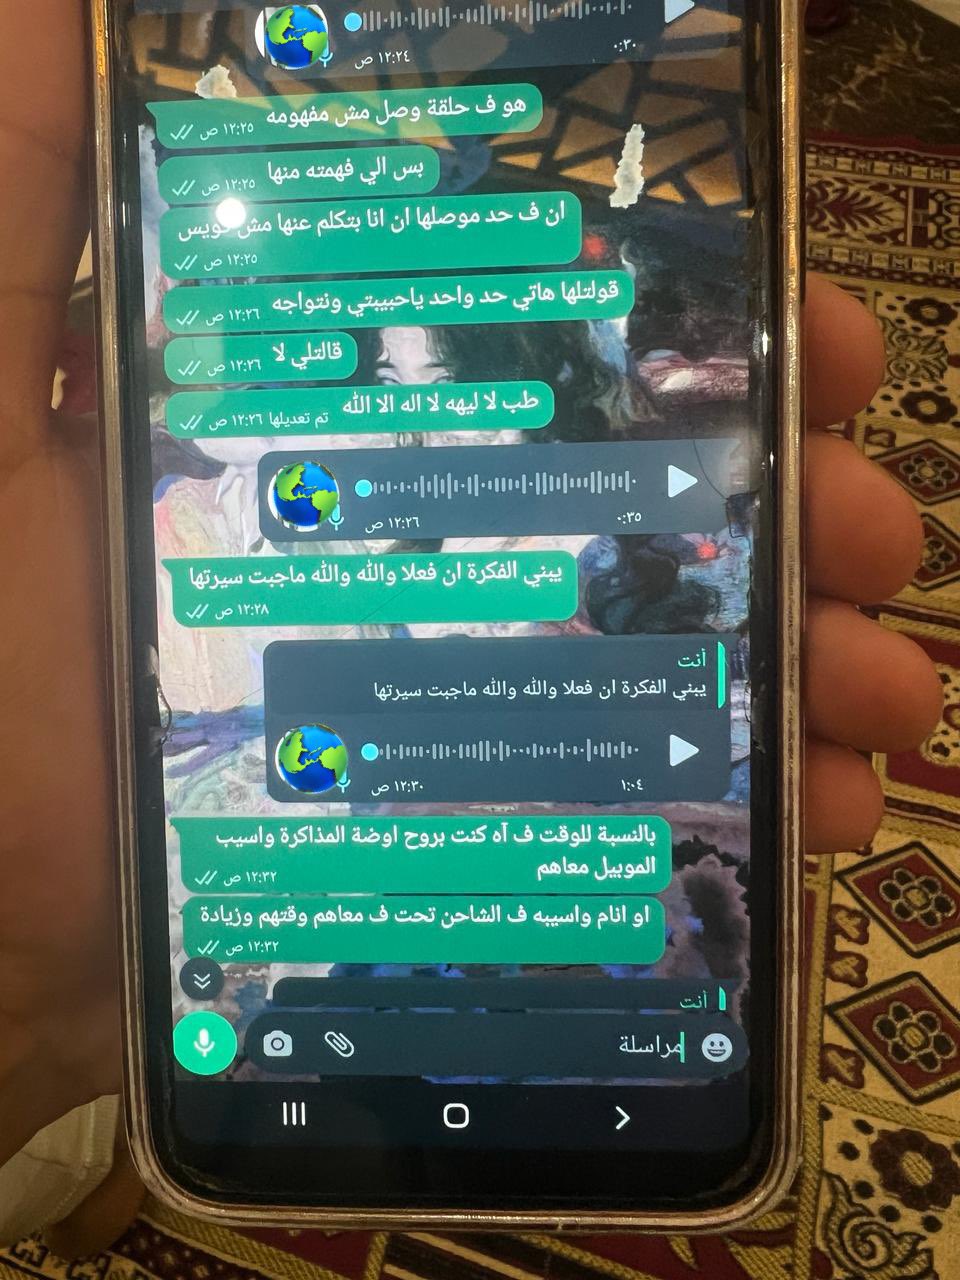 ٠:٣٠
١٢:٢٤ ص
هو ف حلقة وصل مش مفهومه
١٢:٢٥ ص
بس الي فهمته منها
١٢:٢٥ ص
ان ف حد موصلها ان انا بتكلم عنها مش كويس
١٢:٢٥ ص
قولتلها هاتي حد واحد ياحبيبتي ونتواجه
١٢:٢٦ ص
قالتلي لا
١٢:٢٦ ص
طب لا ليهه لا اله الا الله
تم تعديلها ١٢:٢٦ ص
٠:٣٥
١٢:٢٦ ص
يبني الفكرة ان فعلا والله والله ماجبت سيرتها
١٢:٢٨ ص
أنت
يبني الفكرة ان فعلا والله والله ماجبت سيرتها
١:٠٤
١٢:٣٠ ص
بالنسبة للوقت ف آه كنت بروح اوضة المذاكرة واسيب
الموبيل معاهم
١٢:٣٢ ص
او انام واسيبه ف الشاحن تحت ف معاهم وقتهم وزيادة
١٢:٣٢ ص
أنت
مراسلة